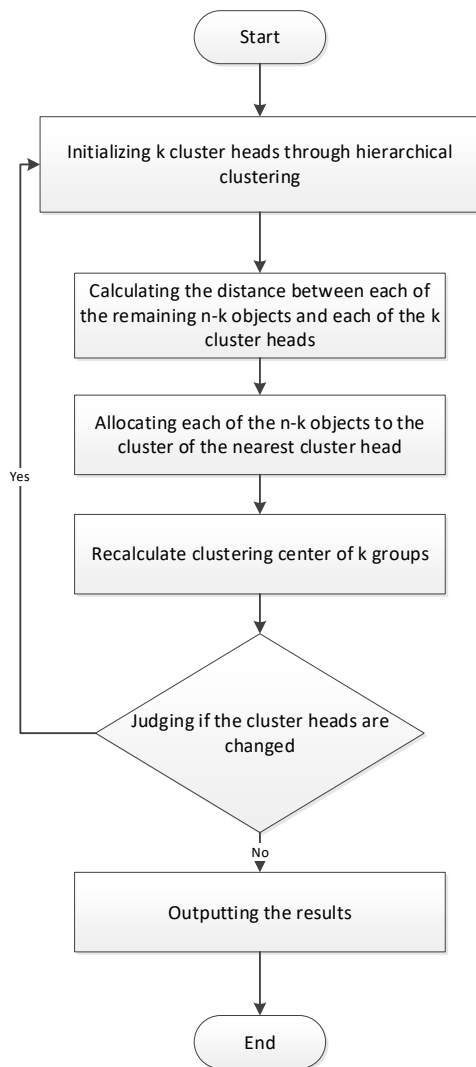 Start
Initializing k cluster heads through hierarchical
clustering
Calculating the distance between each of
the remaining n-k objects and each of the k
cluster heads
Allocating each of the n-k objects to the
cluster of the nearest cluster head
Yes
Recalculate clustering center of k groups
Judging if the cluster heads are
changed
No
Outputting the results
End